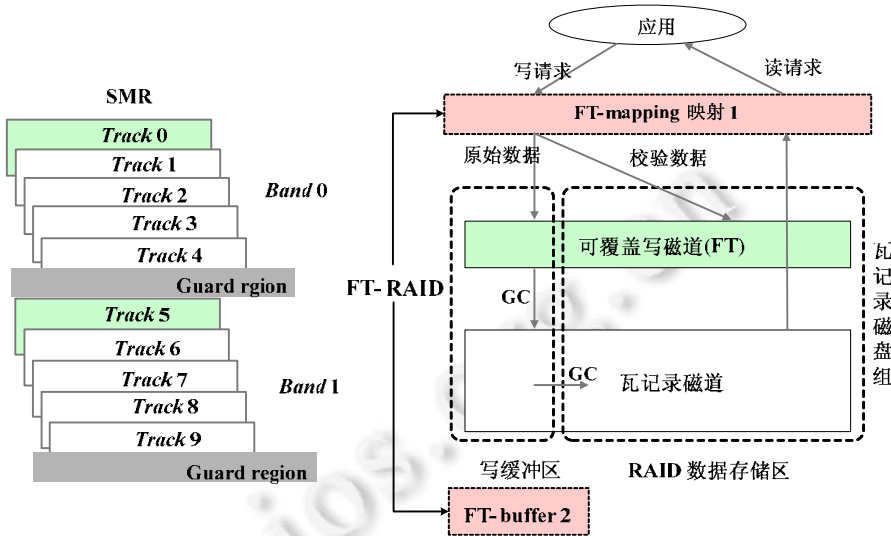 SMR
Track 0
Track 1
Track 2
Track 3
Track 4
Band 0
Guard rgion
Track 5
Track 6
Track 7
Track 8
Track 9
Band 1
Guard region
应用
写请求
读请求
FT-mapping 映射 1
原始数据
校验数据
可覆盖写磁道(FT)
FT-RAID
GC
GC
瓦记录磁道
瓦记录磁盘组
写缓冲区
RAID 数据存储区
FT-buffer 2